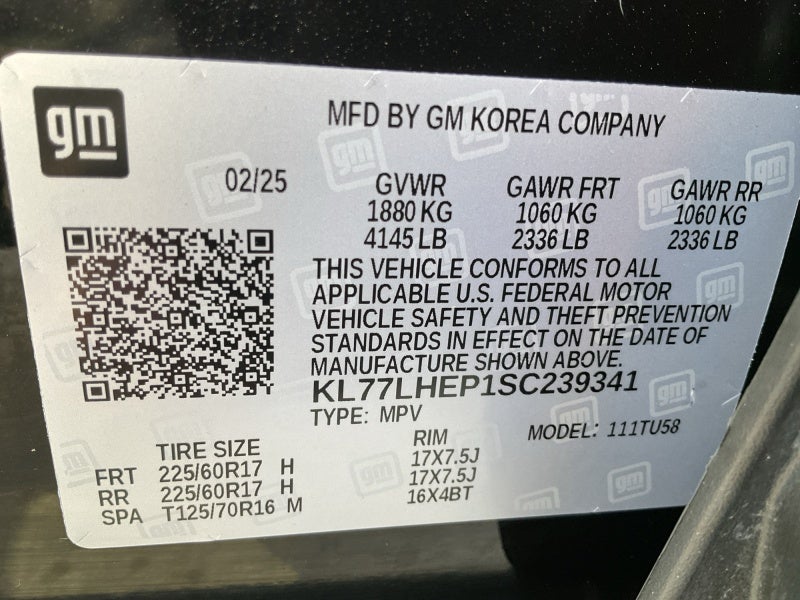 gm
MFD BY GM KOREA COMPANY
02/25 GVWR GAWR FRT GAWR RR
1880 KG 1060 KG 1060 KG
4145 LB 2336 LB 2336 LB
THIS VEHICLE CONFORMS TO ALL
APPLICABLE U.S. FEDERAL MOTOR
VEHICLE SAFETY AND THEFT PREVENTION
STANDARDS IN EFFECT ON THE DATE OF
MANUFACTURE SHOWN ABOVE.
KL77LHEP1SC239341
TYPE: MPV MODEL: 111TU58
TIRE SIZE RIM
FRT 225/60R17 H 17X7.5J
RR 225/60R17 H 17X7.5J
SPA T125/70R16 M 16X4BT